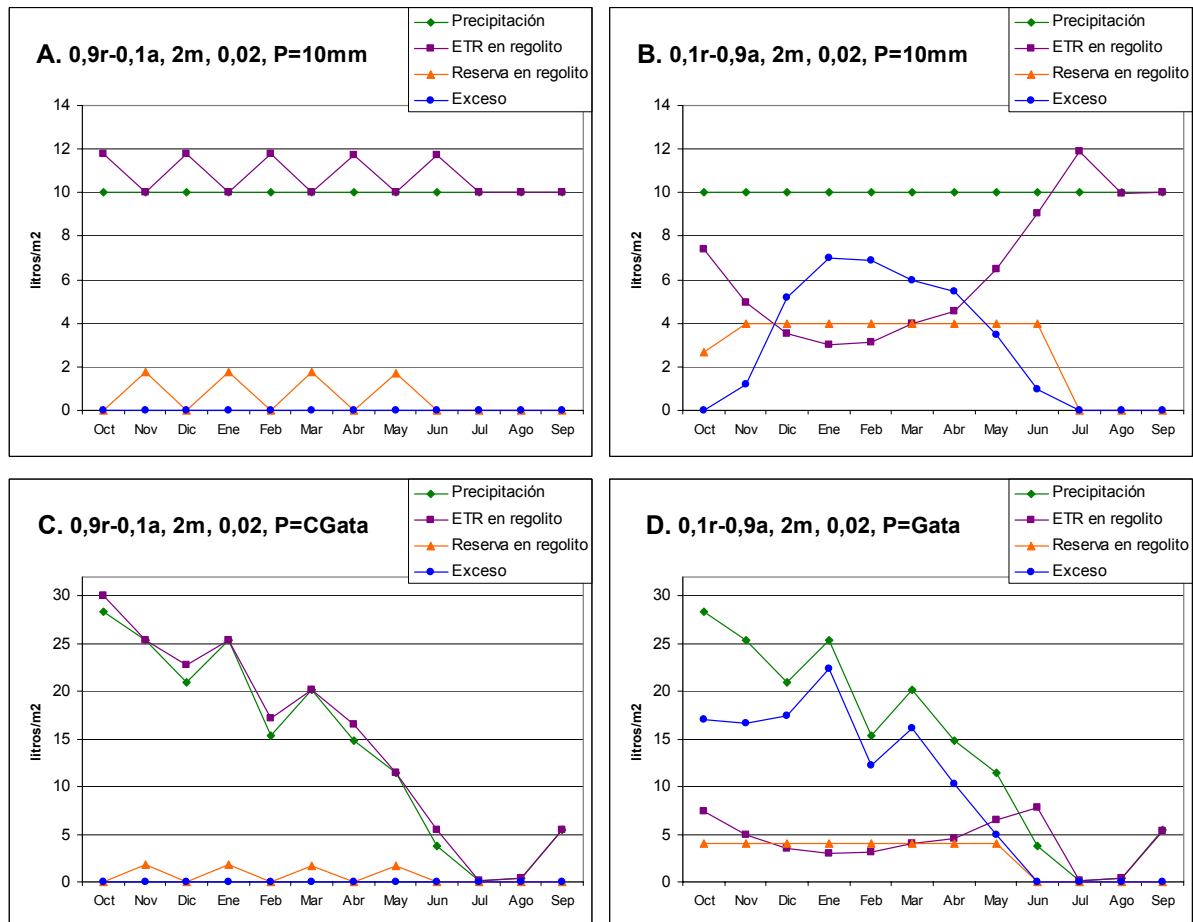 A. 0,9r-0,1a, 2m, 0,02, P=10mm
Precipitación
ETR en regolito
Reserva en regolito
Exceso
litros/m2
14
12
10
8
6
4
2
0
Oct Nov Dic Ene Feb Mar Abr May Jun Jul Ago Sep
B. 0,1r-0,9a, 2m, 0,02, P=10mm
Precipitación
ETR en regolito
Reserva en regolito
Exceso
litros/m2
14
12
10
8
6
4
2
0
Oct Nov Dic Ene Feb Mar Abr May Jun Jul Ago Sep
C. 0,9r-0,1a, 2m, 0,02, P=CGata
Precipitación
ETR en regolito
Reserva en regolito
Exceso
litros/m2
30
25
20
15
10
5
0
Oct Nov Dic Ene Feb Mar Abr May Jun Jul Ago Sep
D. 0,1r-0,9a, 2m, 0,02, P=Gata
Precipitación
ETR en regolito
Reserva en regolito
Exceso
litros/m2
30
25
20
15
10
5
0
Oct Nov Dic Ene Feb Mar Abr May Jun Jul Ago Sep